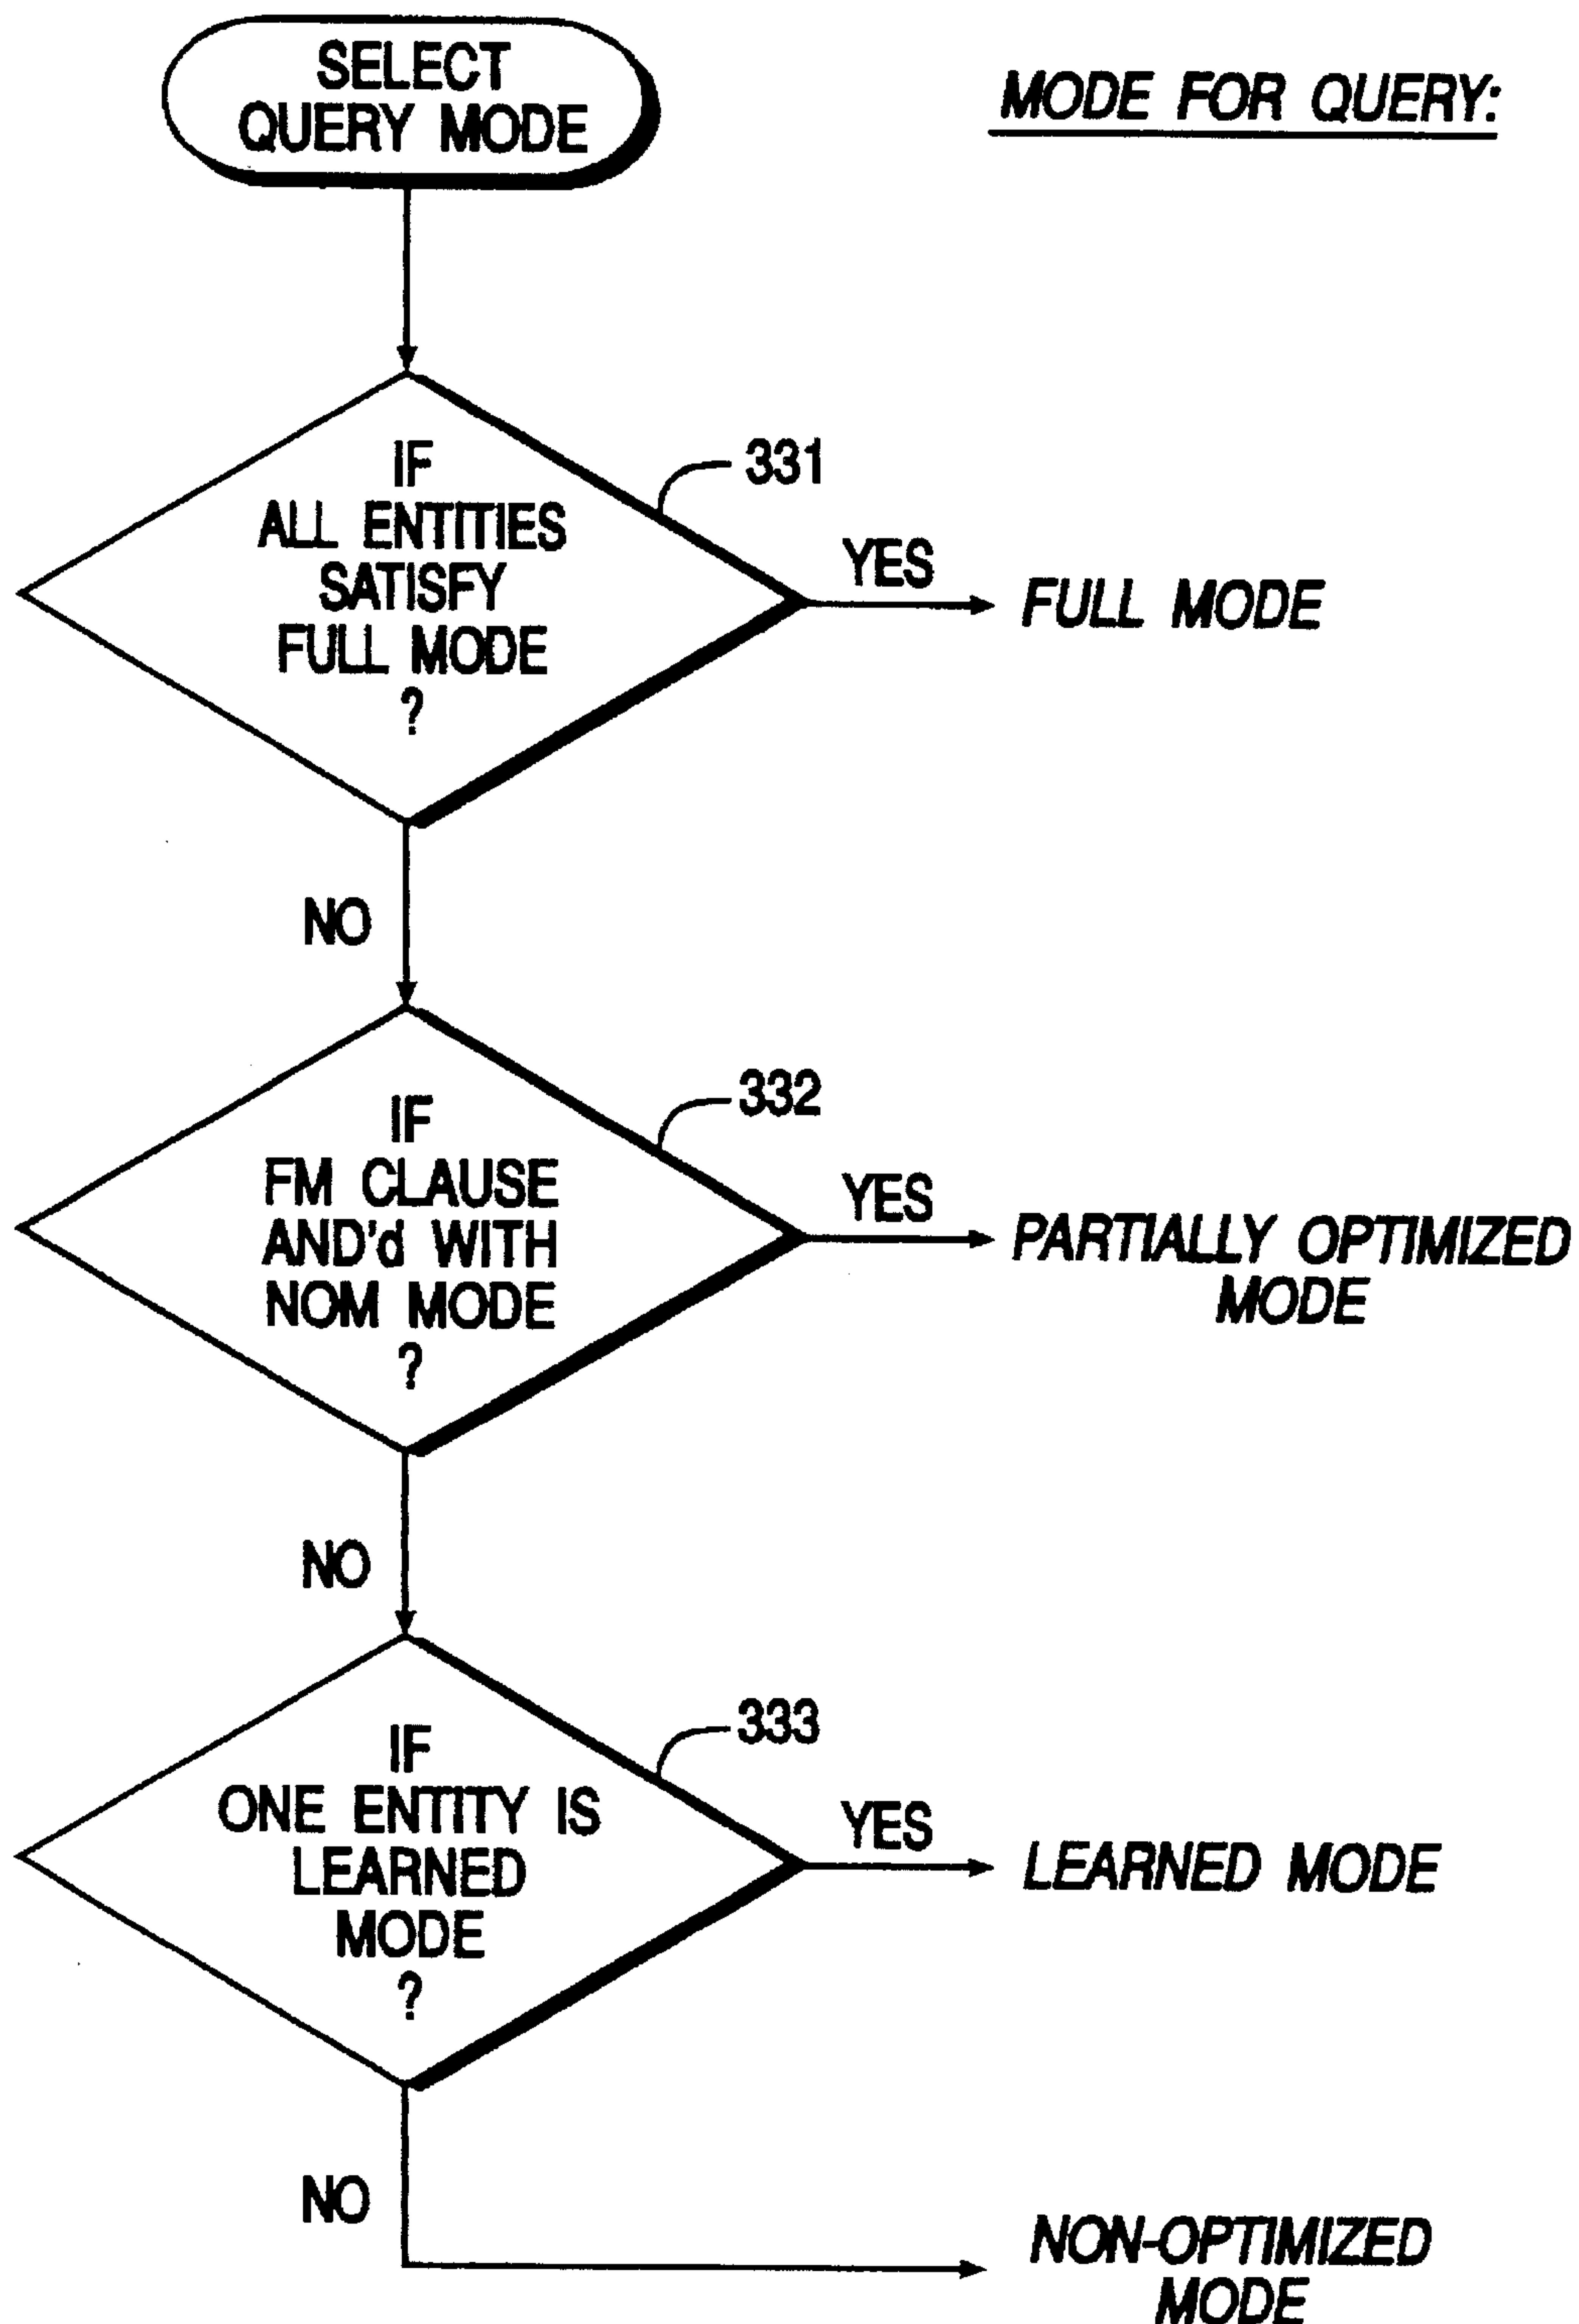 SELECT
QUERY MODE
MODE FOR QUERY:
IF
ALL ENTITIES
SATISFY
FULL MODE
?
331
YES
FULL MODE
NO
IF
FM CLAUSE
AND'd WITH
NOM MODE
?
332
YES
PARTIALLY OPTIMIZED
MODE
NO
IF
ONE ENTITY IS
LEARNED
MODE
?
333
YES
LEARNED MODE
NO
NON-OPTIMIZED
MODE